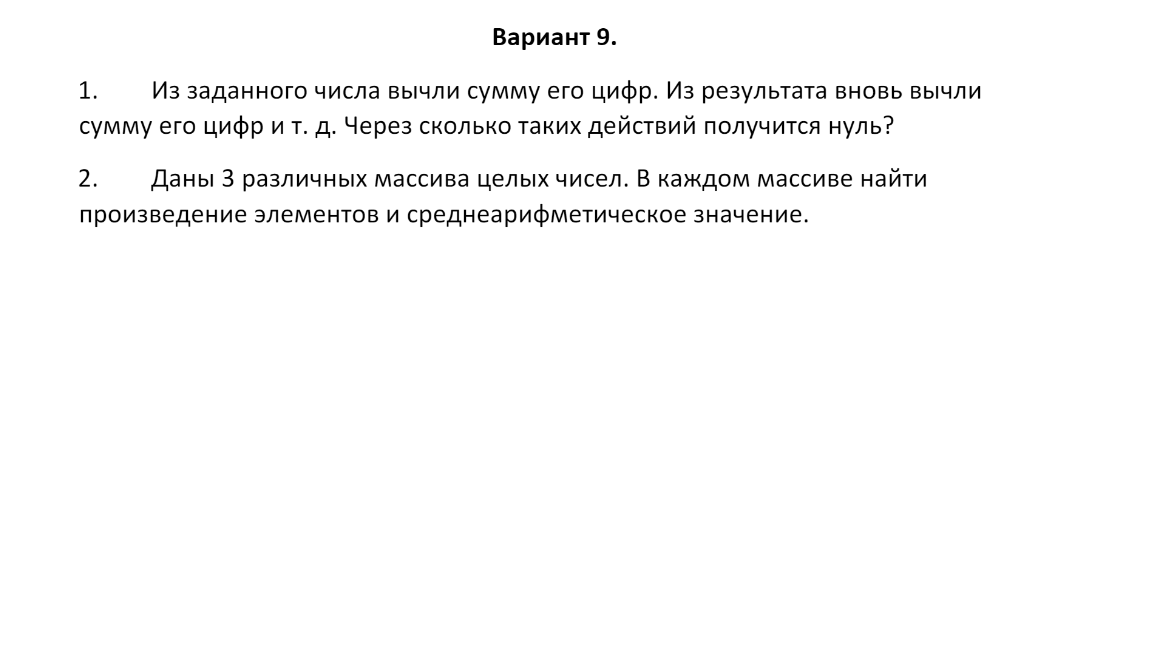 Вариант 9.
1. Из заданного числа вычли сумму его цифр. Из результата вновь вычли
сумму его цифр и т. д. Через сколько таких действий получится нуль?
2. Даны 3 различных массива целых чисел. В каждом массиве найти
произведение элементов и среднеарифметическое значение.